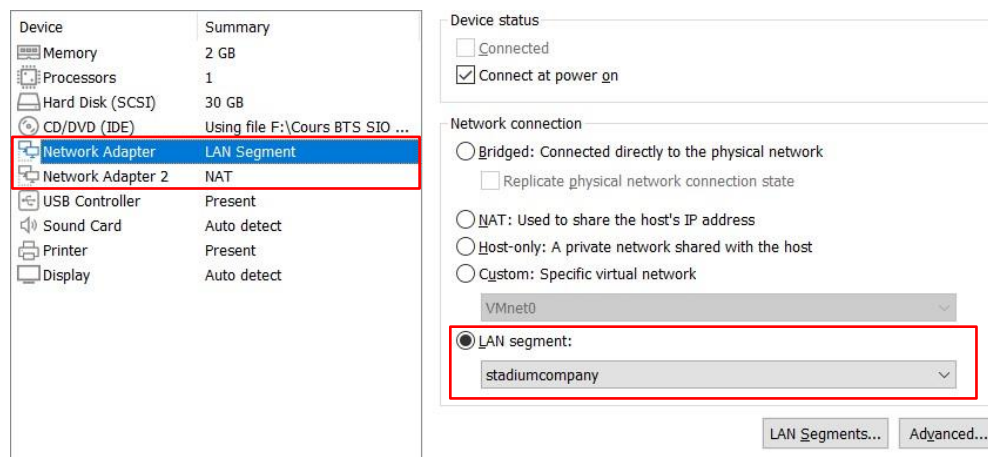 Device Summary
Memory 2 GB
Processors 1
Hard Disk (SCSI) 30 GB
CD/DVD (IDE) Using file F:\Cours BTS SIO ...
Network Adapter LAN Segment
Network Adapter 2 NAT
USB Controller Present
Sound Card Auto detect
Printer Present
Display Auto detect
Device status
Connected
Connect at power on
Network connection
Bridged: Connected directly to the physical network
Replicate physical network connection state
NAT: Used to share the host's IP address
Host-only: A private network shared with the host
Custom: Specific virtual network
VMnet0
LAN segment:
stadiumcompany
LAN Segments... Advanced...